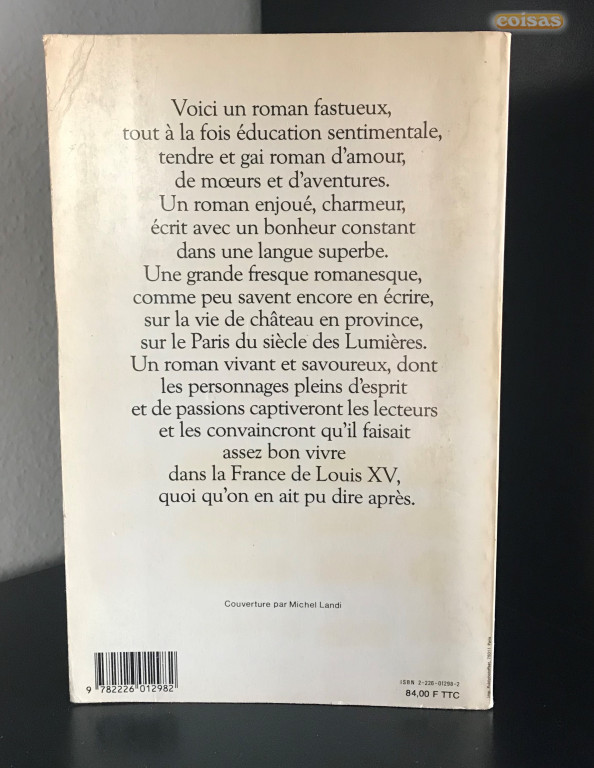 coisas
Voici un roman fastueux,
tout à la fois éducation sentimentale,
tendre et gai roman d'amour,
de mœurs et d'aventures.
Un roman enjoué, charmeur,
écrit avec un bonheur constant
dans une langue superbe.
Une grande fresque romanesque,
comme peu savent encore en écrire,
sur la vie de château en province,
sur le Paris du siècle des Lumières.
Un roman vivant et savoureux, dont
les personnages pleins d'esprit
et de passions captiveront les lecteurs
et les convaincront qu'il faisait
assez bon vivre
dans la France de Louis XV,
quoi qu'on en ait pu dire après.
Couverture par Michel Landi
9 782226 012982
ISBN 2-226-01298-2
84,00 F TTC